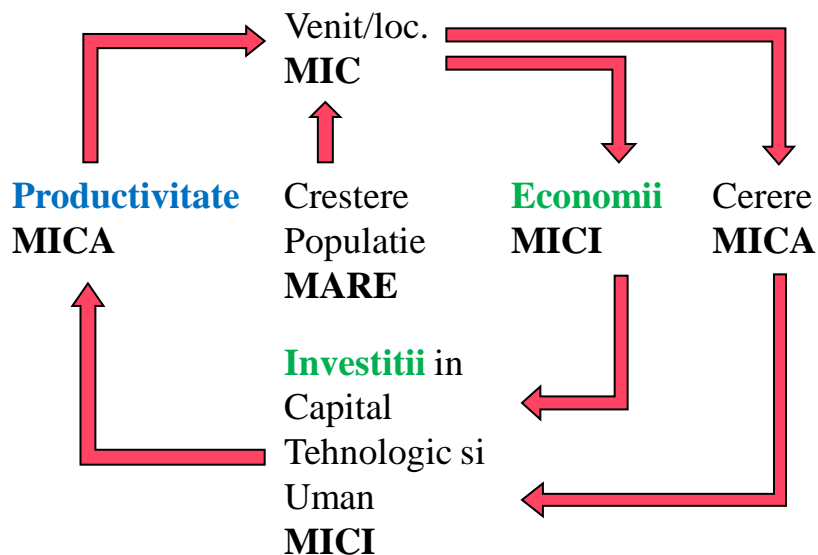 Venit/loc.
MIC
Productivitate
MICA
Crestere
Populatie
MARE
Economii
MICI
Cerere
MICA
Investitii in
Capital
Tehnologic si
Uman
MICI